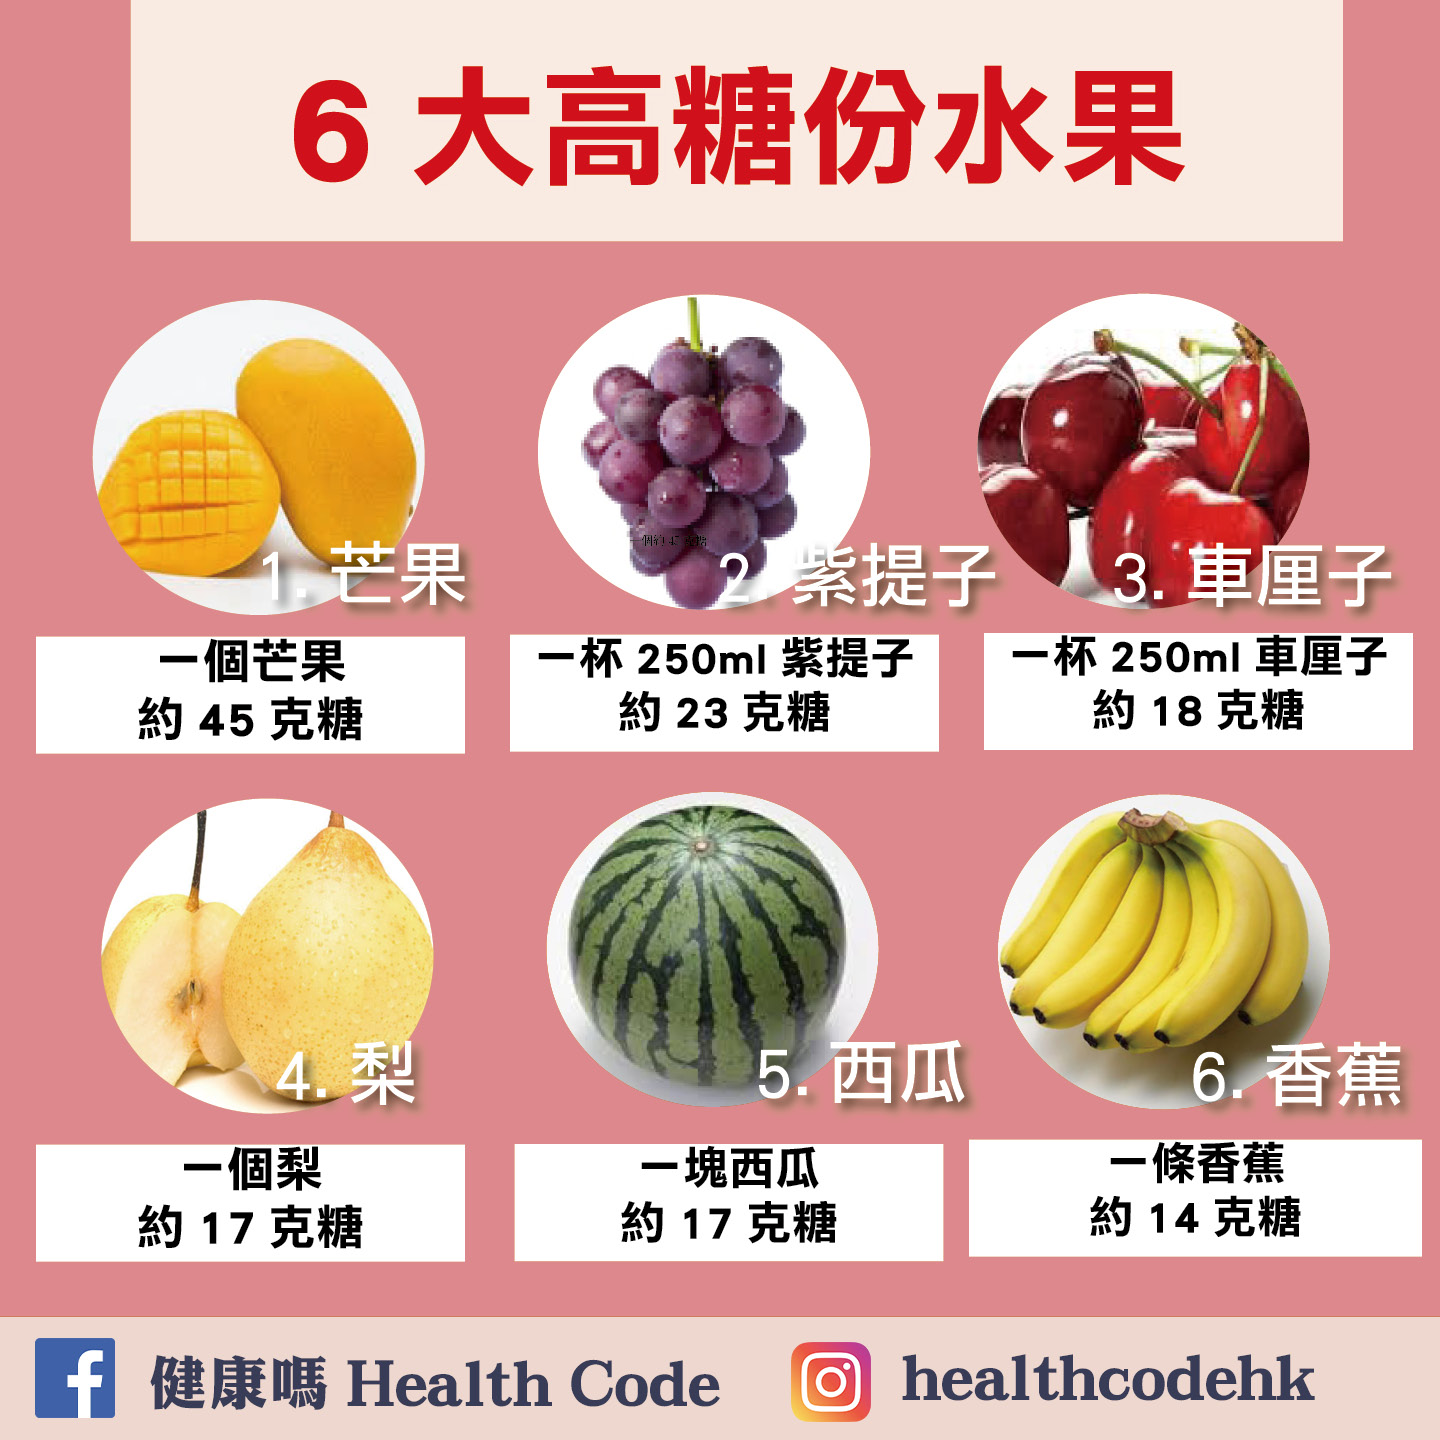 6 大高糖份水果
1. 芒果
一個芒果
約 45 克糖
2. 紫提子
一杯 250ml 紫提子
約 23 克糖
3. 車厘子
一杯 250ml 車厘子
約 18 克糖
4. 梨
一個梨
約 17 克糖
5. 西瓜
一塊西瓜
約 17 克糖
6. 香蕉
一條香蕉
約 14 克糖
健康嗎 Health Code
healthcodehk